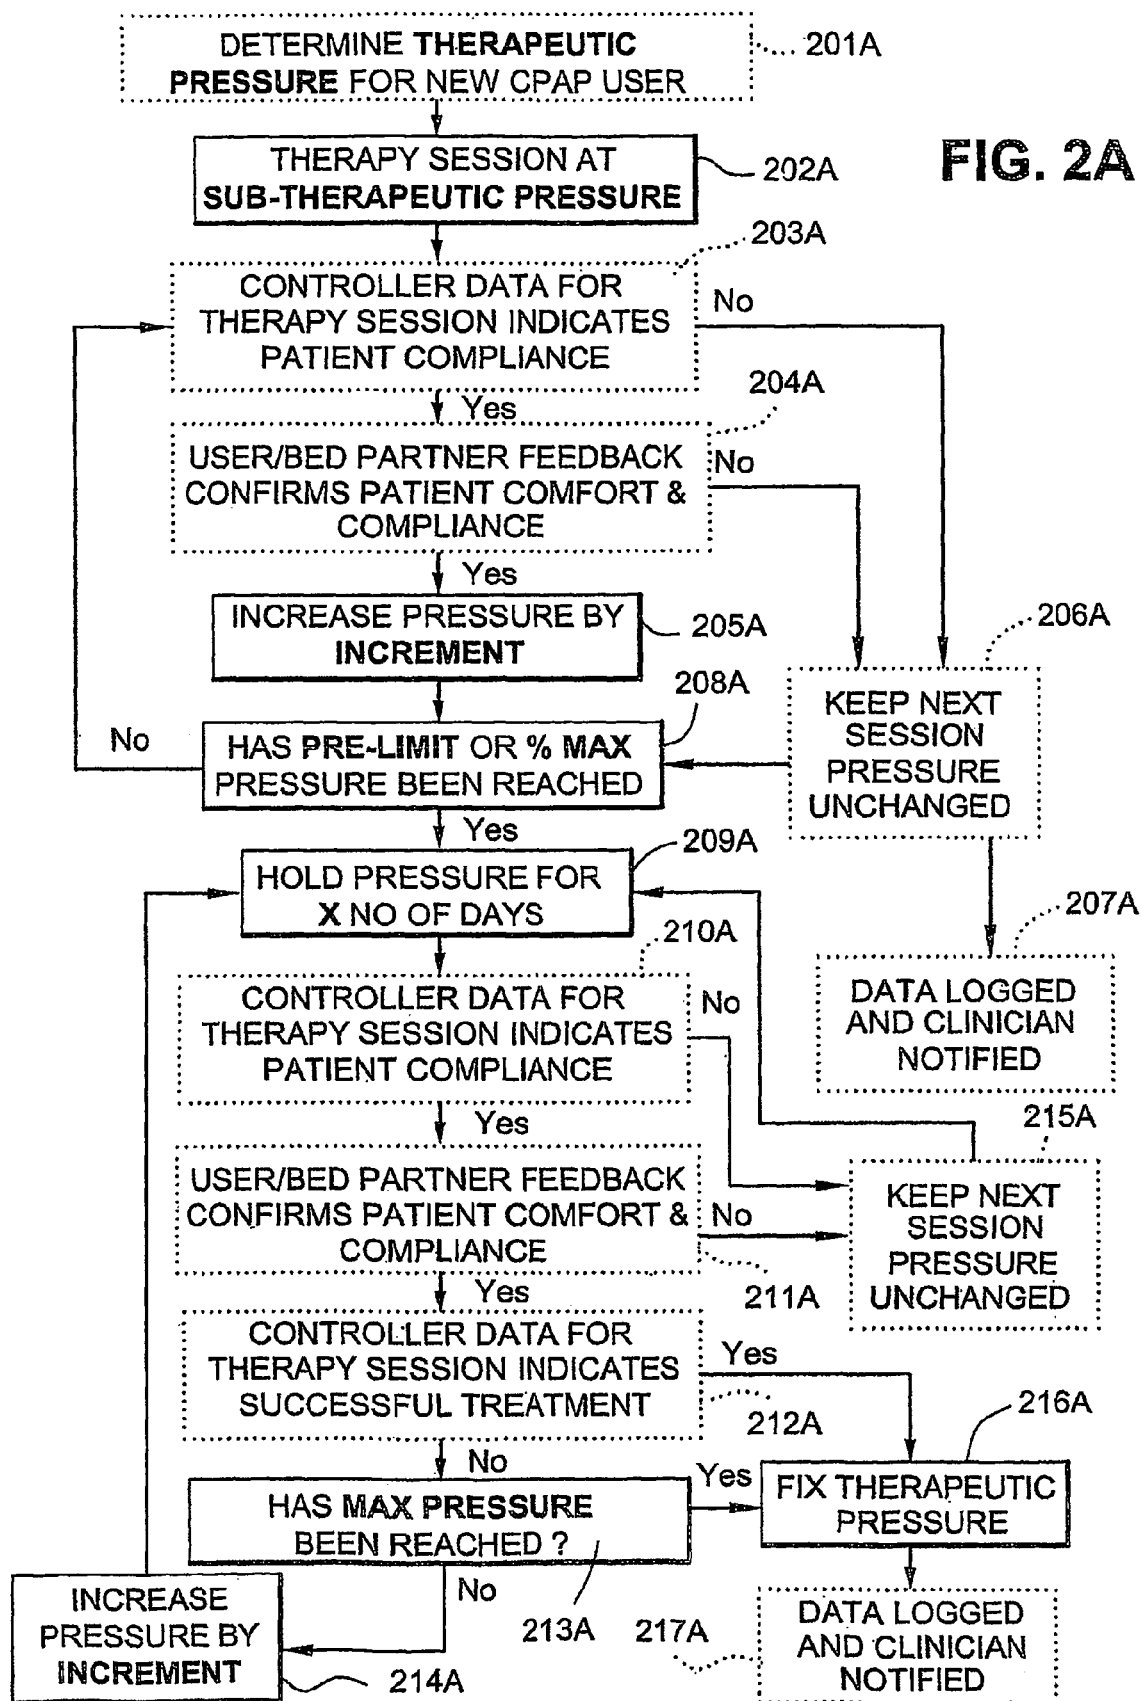 DETERMINE THERAPEUTIC
PRESSURE FOR NEW CPAP USER
201A
FIG. 2A
THERAPY SESSION AT
SUB-THERAPEUTIC PRESSURE
202A
203A
CONTROLLER DATA FOR
THERAPY SESSION INDICATES
PATIENT COMPLIANCE
No
Yes
204A
USER/BED PARTNER FEEDBACK
CONFIRMS PATIENT COMFORT &
COMPLIANCE
No
Yes
INCREASE PRESSURE BY
INCREMENT
205A
206A
KEEP NEXT
SESSION
PRESSURE
UNCHANGED
208A
HAS PRE-LIMIT OR % MAX
PRESSURE BEEN REACHED
No
Yes
209A
HOLD PRESSURE FOR
X NO OF DAYS
207A
DATA LOGGED
AND CLINICIAN
NOTIFIED
210A
CONTROLLER DATA FOR
THERAPY SESSION INDICATES
PATIENT COMPLIANCE
No
Yes
215A
KEEP NEXT
SESSION
PRESSURE
UNCHANGED
USER/BED PARTNER FEEDBACK
CONFIRMS PATIENT COMFORT &
COMPLIANCE
No
211A
Yes
CONTROLLER DATA FOR
THERAPY SESSION INDICATES
SUCCESSFUL TREATMENT
Yes
212A
No
216A
FIX THERAPEUTIC
PRESSURE
HAS MAX PRESSURE
BEEN REACHED ?
Yes
No
213A
INCREASE
PRESSURE BY
INCREMENT
214A
217A
DATA LOGGED
AND CLINICIAN
NOTIFIED